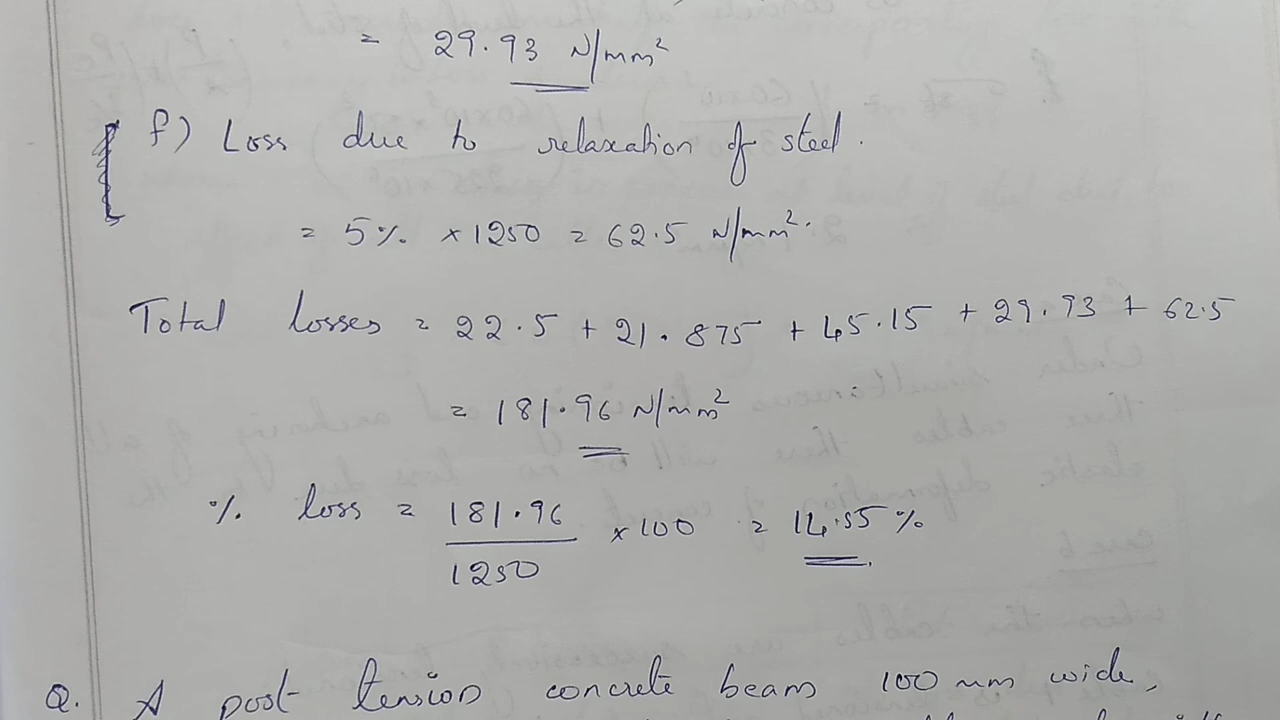 = 29.93 N/mm²
f) Loss due to relaxation of steel.
= 5% × 1250 = 62.5 N/mm².
Total losses = 22.5 + 21.875 + 45.15 + 29.93 + 62.5
= 181.96 N/mm²
% loss = 181.96 / 1250 × 100 = 14.55 %
Q. A post tension concrete beam 100 mm wide,